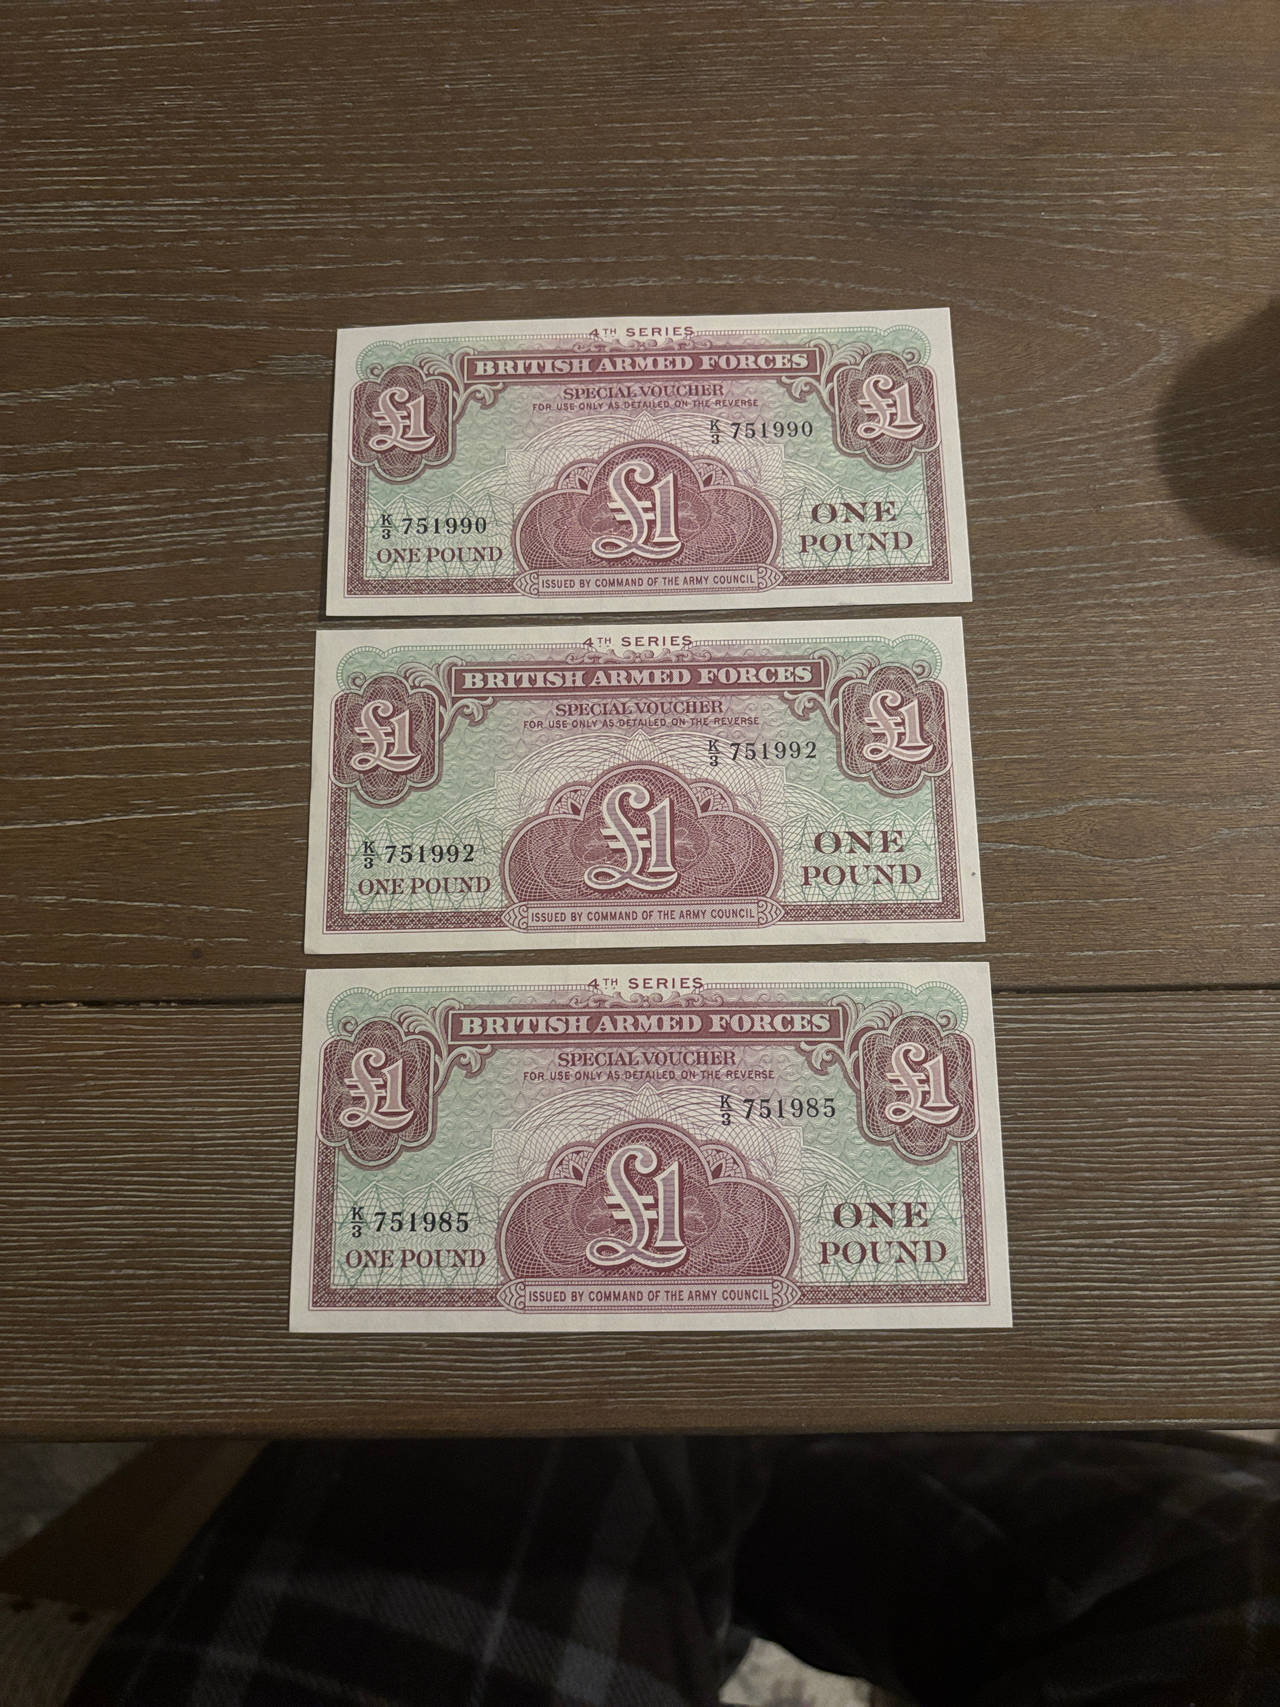 4TH SERIES
BRITISH ARMED FORCES
SPECIAL VOUCHER
FOR USE ONLY AS DETAILED ON THE REVERSE
£1
£1
K/3 751990
£1
K/3 751990
ONE POUND
ONE
POUND
ISSUED BY COMMAND OF THE ARMY COUNCIL
4TH SERIES
BRITISH ARMED FORCES
SPECIAL VOUCHER
FOR USE ONLY AS DETAILED ON THE REVERSE
£1
£1
K/3 751992
£1
K/3 751992
ONE POUND
ONE
POUND
ISSUED BY COMMAND OF THE ARMY COUNCIL
4TH SERIES
BRITISH ARMED FORCES
SPECIAL VOUCHER
FOR USE ONLY AS DETAILED ON THE REVERSE
£1
£1
K/3 751985
£1
K/3 751985
ONE POUND
ONE
POUND
ISSUED BY COMMAND OF THE ARMY COUNCIL